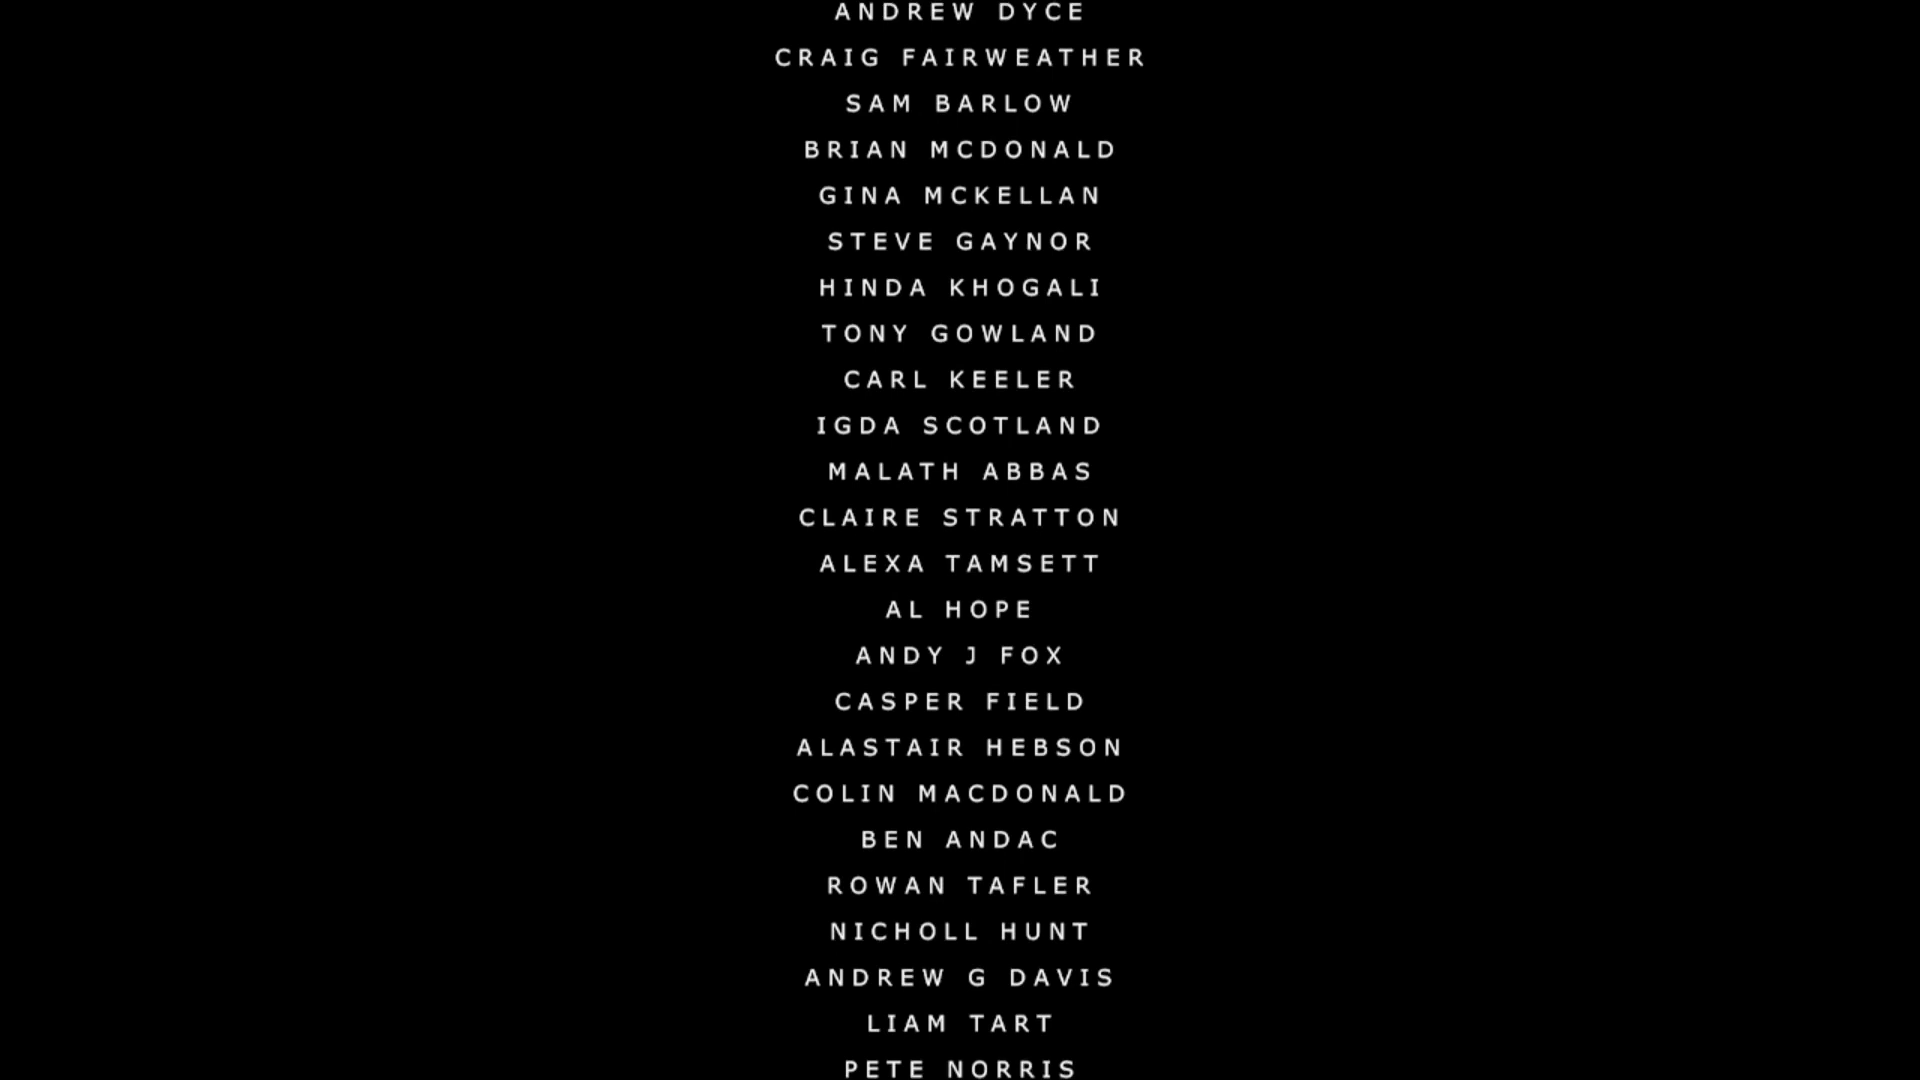 ANDREW DYCE
CRAIG FAIRWEATHER
SAM BARLOW
BRIAN MCDONALD
GINA MCKELLAN
STEVE GAYNOR
HINDA KHOGALI
TONY GOWLAND
CARL KEELER
IGDA SCOTLAND
MALATH ABBAS
CLAIRE STRATTON
ALEXA TAMSETT
AL HOPE
ANDY J FOX
CASPER FIELD
ALASTAIR HEBSON
COLIN MACDONALD
BEN ANDAC
ROWAN TAFLER
NICHOLL HUNT
ANDREW G DAVIS
LIAM TART
PETE NORRIS